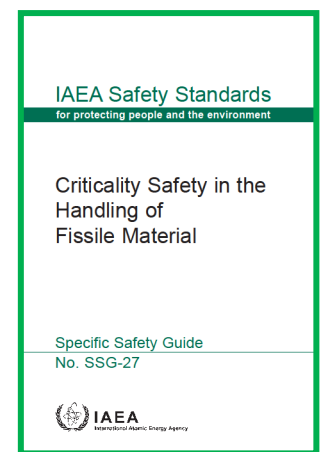 IAEA Safety Standards
for protecting people and the environment
Criticality Safety in the
Handling of
Fissile Material
Specific Safety Guide
No. SSG-27
IAEA
International Atomic Energy Agency